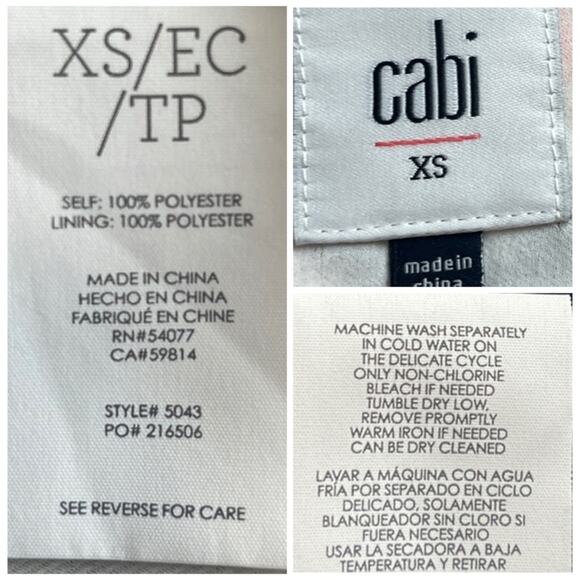 XS/EC
/TP
SELF: 100% POLYESTER
LINING: 100% POLYESTER
MADE IN CHINA
HECHO EN CHINA
FABRIQUÉ EN CHINE
RN#54077
CA#59814
STYLE# 5043
PO# 216506
SEE REVERSE FOR CARE
cabi
XS
made in
china
MACHINE WASH SEPARATELY
IN COLD WATER ON
THE DELICATE CYCLE
ONLY NON-CHLORINE
BLEACH IF NEEDED
TUMBLE DRY LOW,
REMOVE PROMPTLY
WARM IRON IF NEEDED
CAN BE DRY CLEANED
LAVAR A MÁQUINA CON AGUA
FRÍA POR SEPARADO EN CICLO
DELICADO, SOLAMENTE
BLANQUEADOR SIN CLORO SI
FUERA NECESARIO
USAR LA SECADORA A BAJA
TEMPERATURA Y RETIRAR